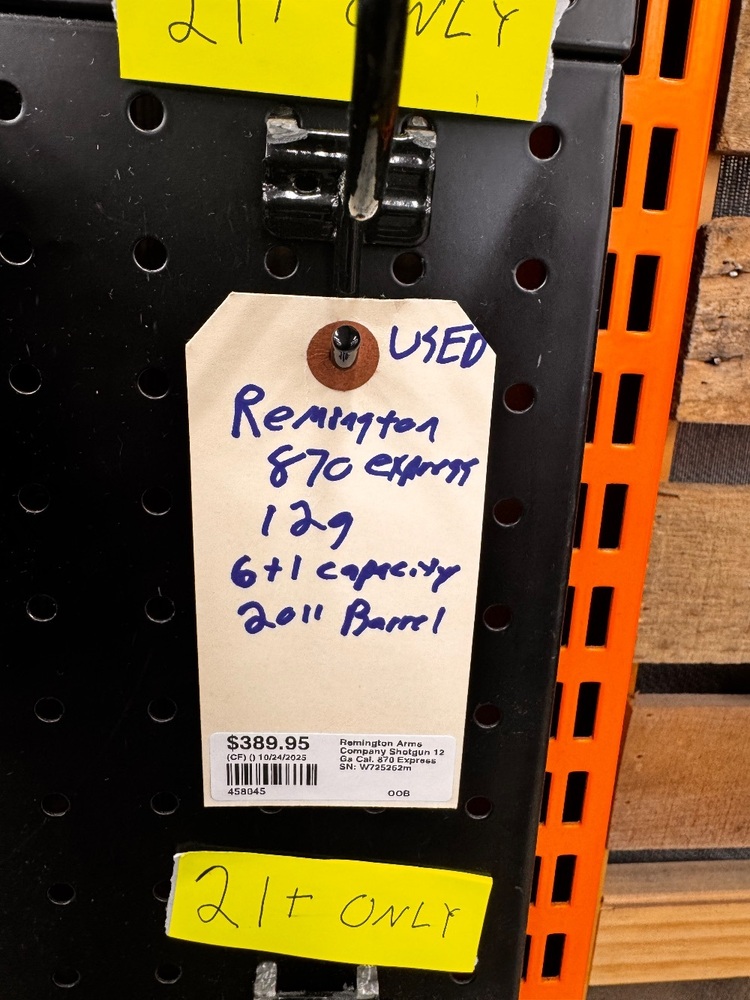 21+ ONLY
USED
Remington
870 express
12g
6+1 capacity
20" Barrel
$389.95
(CF) () 10/24/2025
458045
Remington Arms
Company Shotgun 12
Ga Cal. 870 Express
SN: W725262m
OOB
21+ ONLY